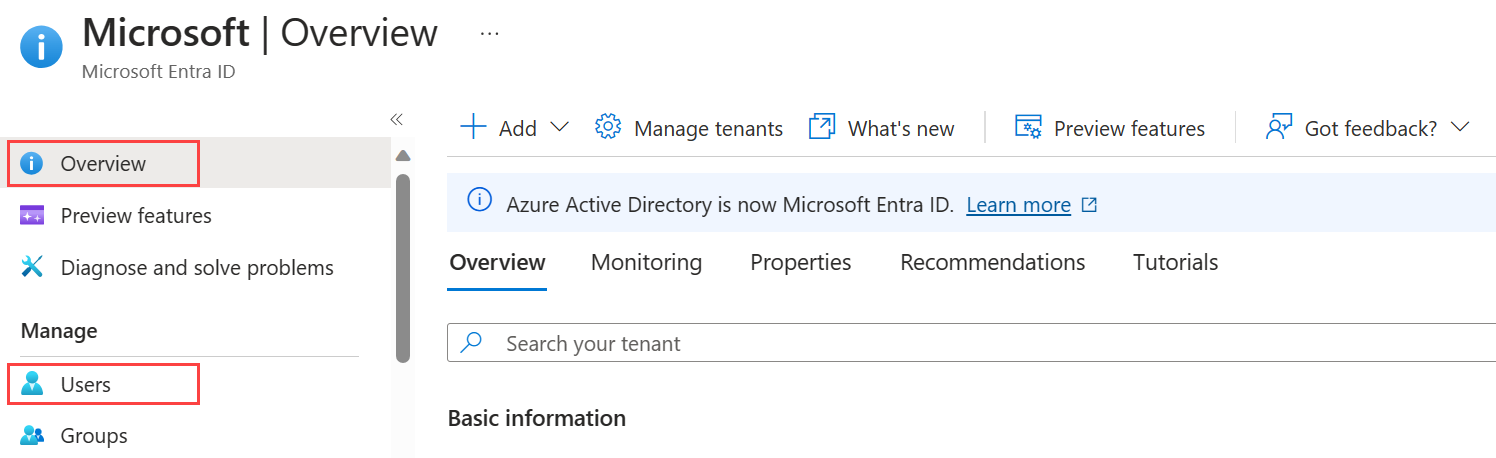 Microsoft | Overview ...
Microsoft Entra ID
Overview
Preview features
Diagnose and solve problems
Manage
Users
Groups
Add Manage tenants What's new Preview features Got feedback?
Azure Active Directory is now Microsoft Entra ID. Learn more
Overview Monitoring Properties Recommendations Tutorials
Search your tenant
Basic information